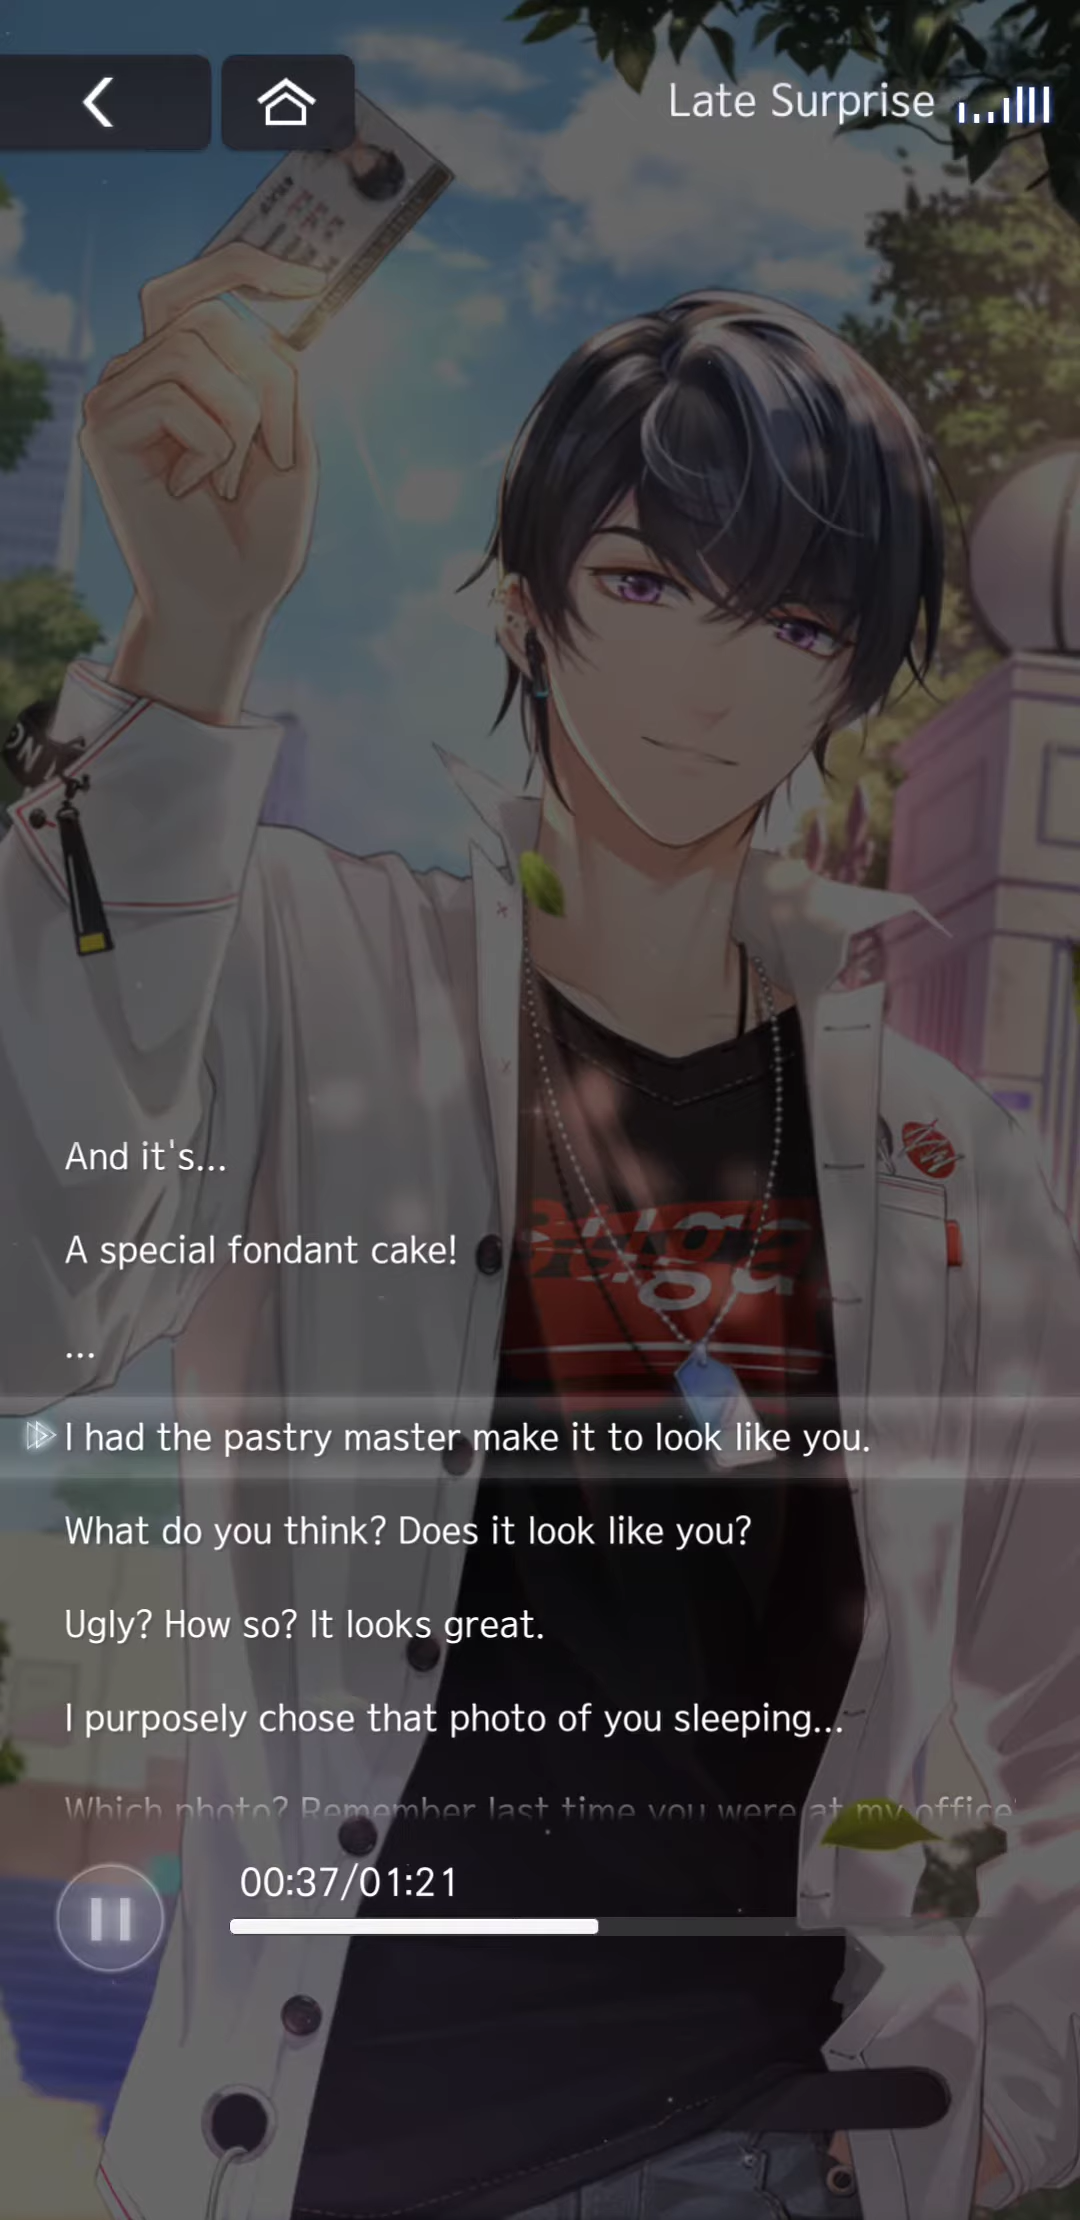 Late Surprise
And it's...
A special fondant cake!
...
I had the pastry master make it to look like you.
What do you think? Does it look like you?
Ugly? How so? It looks great.
I purposely chose that photo of you sleeping...
Which photo? Remember last time you were at my office
00:37/01:21